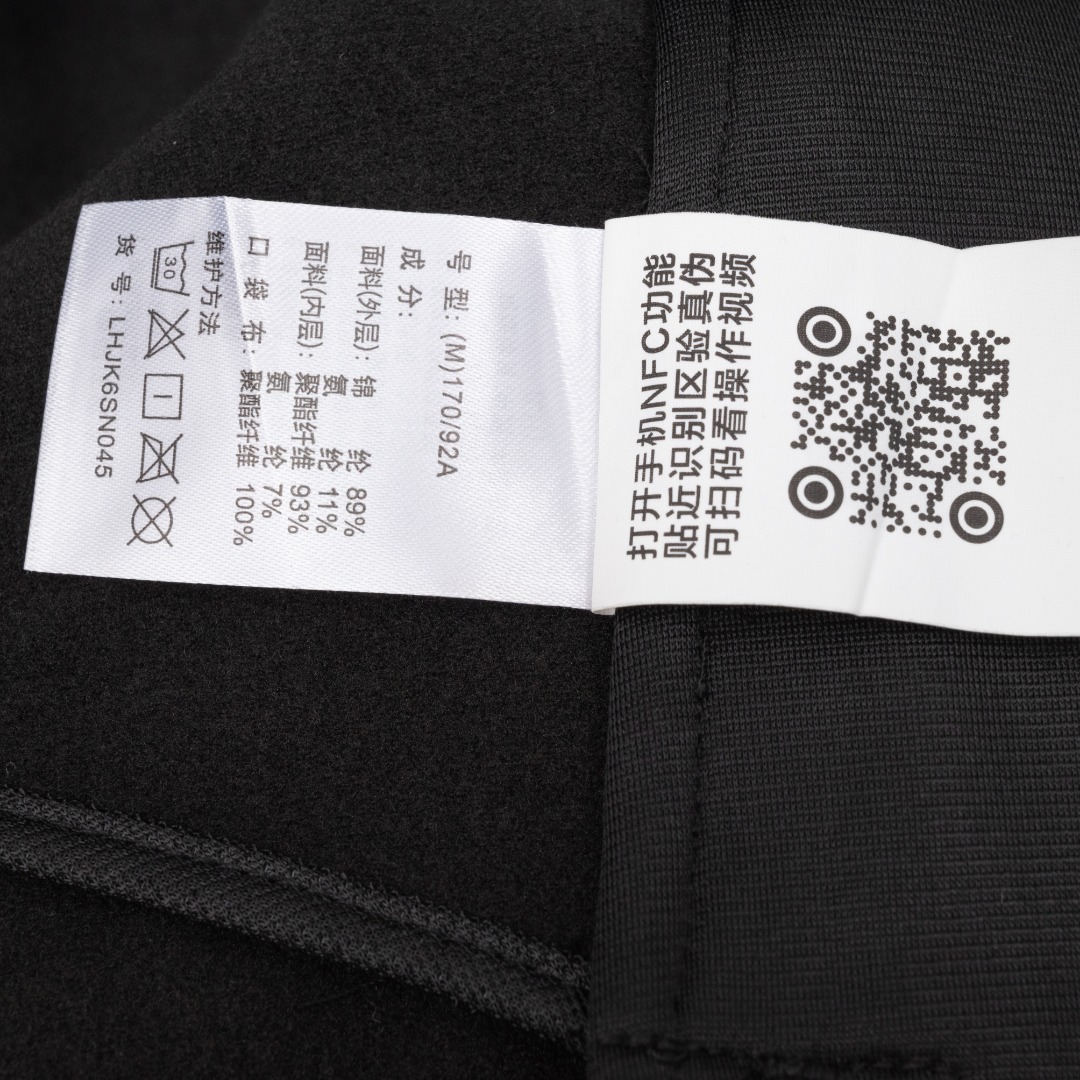 号 型: (M)170/92A
成 分:
面料(外层): 锦 纶 89%
氨 纶 11%
面料(内层): 聚酯纤维 93%
氨 纶 7%
口 袋 布: 聚酯纤维 100%
维护方法
30
货 号: LHJK6SN045
打开手机NFC功能
贴近识别区验真伪
可扫码看操作视频